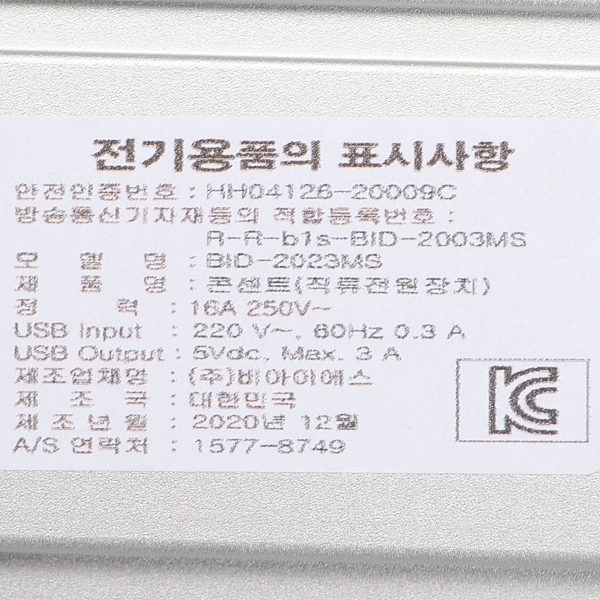 전기용품의 표시사항
안전인증번호 : HH04126-20009C
방송통신기자재등의 적합등록번호 :
R-R-b1s-BID-2003MS
모 델 명 : BID-2023MS
제 품 명 : 콘센트(직류전원장치)
정 격 : 16A 250V~
USB Input : 220 V~, 60Hz 0.3 A
USB Output : 5Vdc, Max. 3 A
제조업체명 : (주)비아이에스
제 조 국 : 대한민국
제 조 년 월 : 2020년 12월
A/S 연락처 : 1577-8749
KC